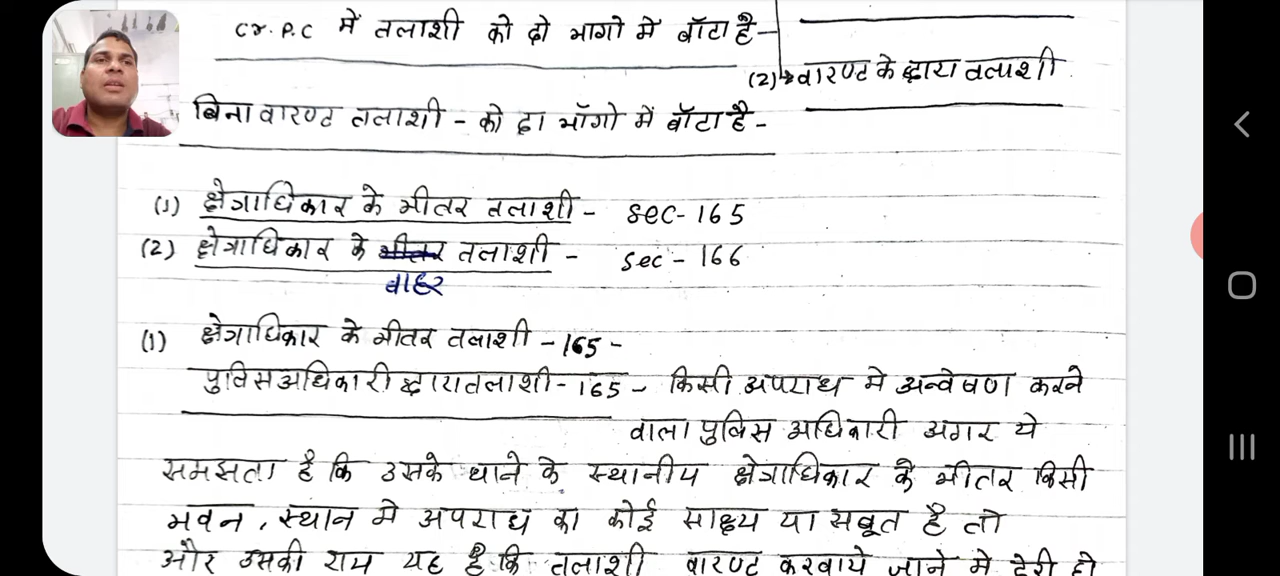 Cr. P.C में तलाशी को दो भागो में बाँटा है-
(2)→ वारण्ट के द्वारा तलाशी
बिना वारण्ट तलाशी - को दा भाँगो में बाँटा है-
(1) क्षेत्राधिकार के भीतर तलाशी - Sec- 165
(2) क्षेत्राधिकार के भीतर तलाशी - Sec - 166
बाहर
(1) क्षेत्राधिकार के भीतर तलाशी -165-
पुलिस अधिकारी द्वारा तलाशी- 165 - किसी अपराध मे अन्वेषण करने
वाला पुलिस अधिकारी अगर ये
समझता है कि उसके थाने के स्थानीय क्षेत्राधिकार के भीतर किसी
भवन, स्थान मे अपराध का कोई साक्ष्य या सबूत है तो
और उसकी राय यह है कि तलाशी वारण्ट करवाये जाने मे देरी हो